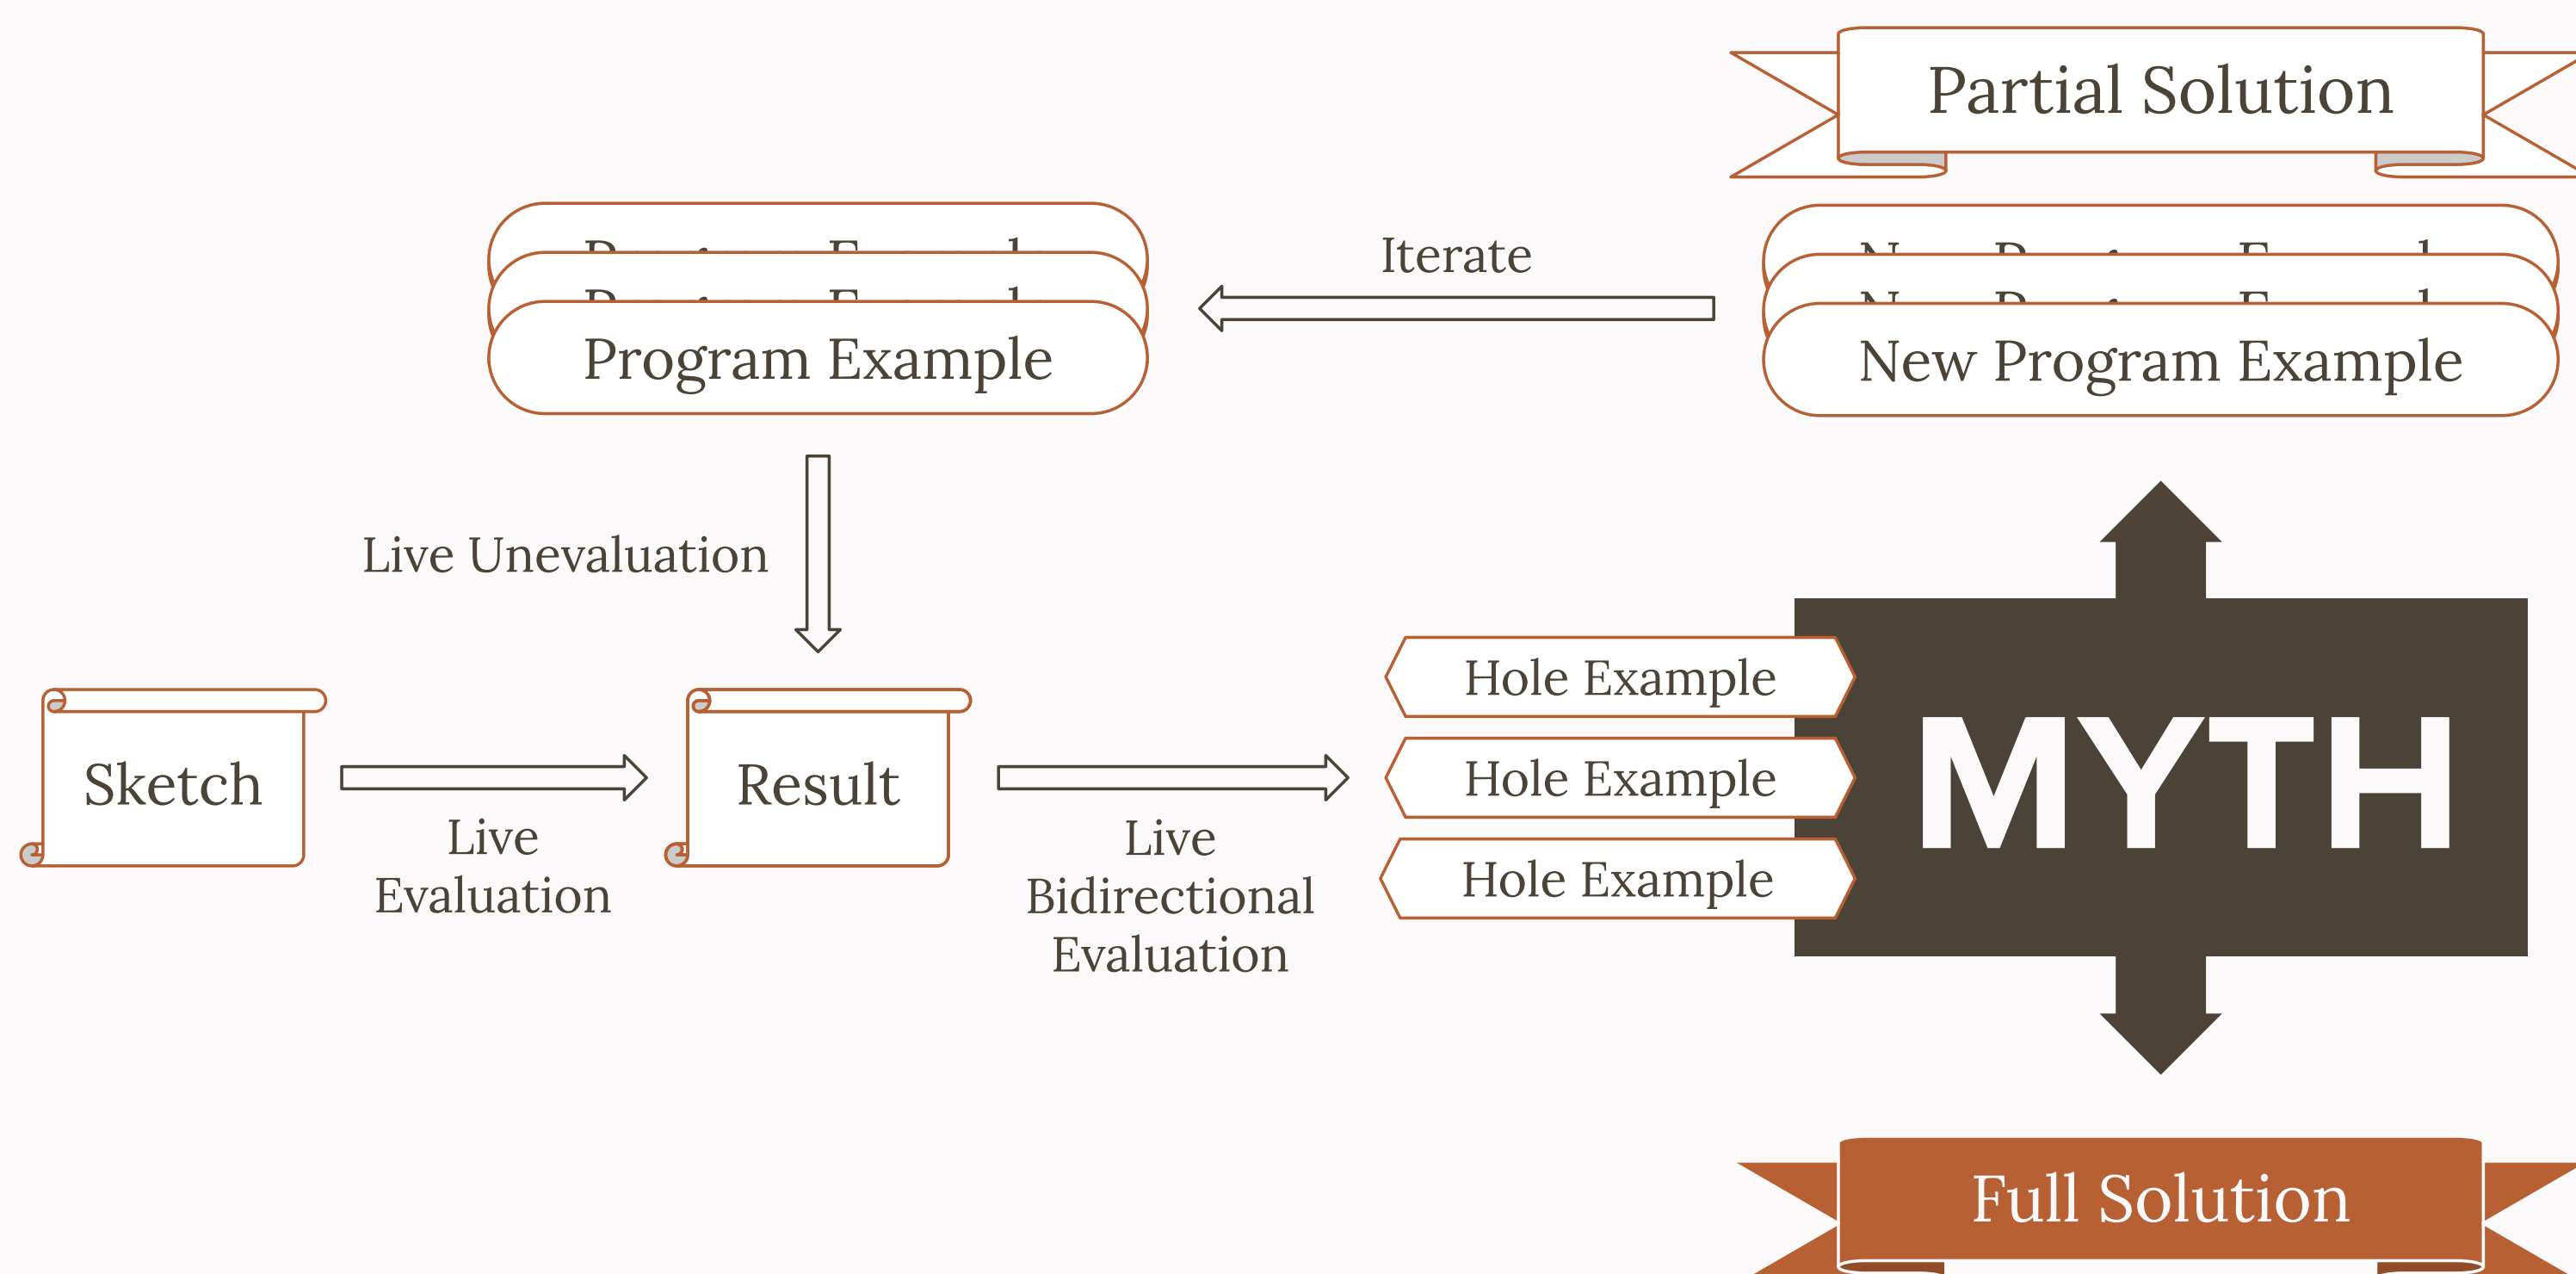 Partial Solution
Program Example
Iterate
New Program Example
Live Unevaluation
Sketch
Live
Evaluation
Result
Live
Bidirectional
Evaluation
Hole Example
Hole Example
Hole Example
MYTH
Full Solution